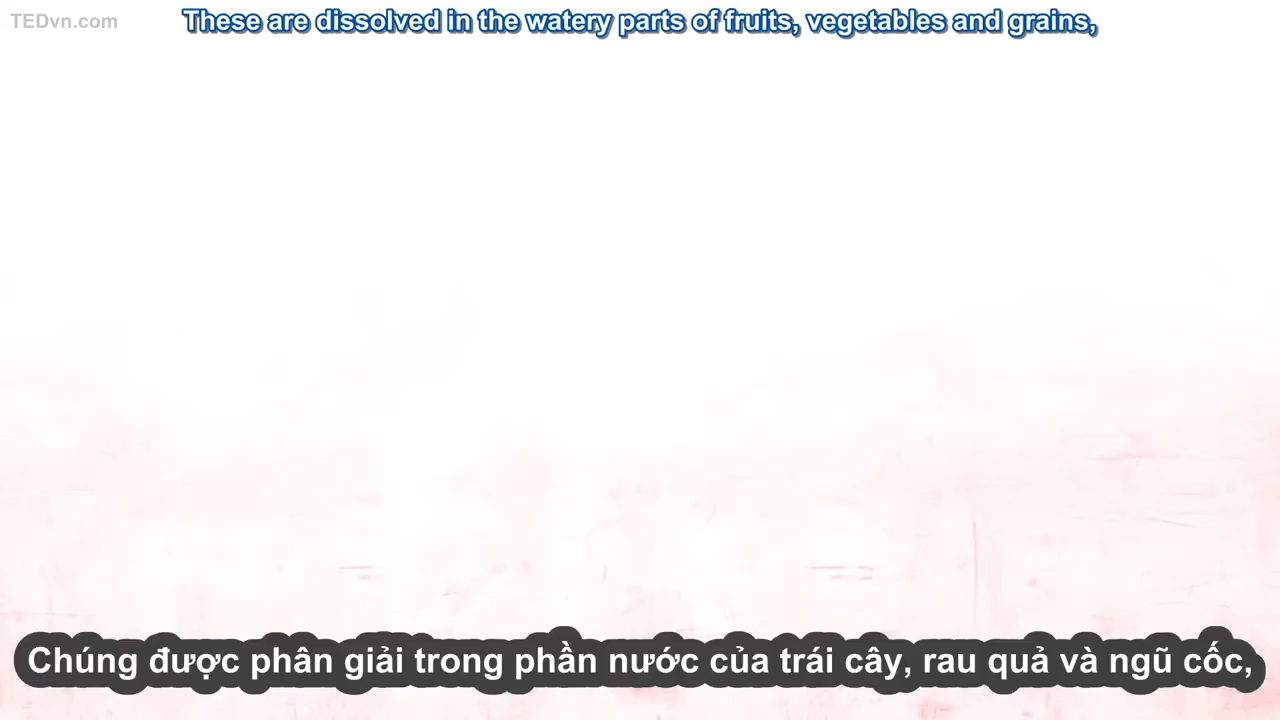 TEDvn.com
These are dissolved in the watery parts of fruits, vegetables and grains,
Chúng được phân giải trong phần nước của trái cây, rau quả và ngũ cốc,